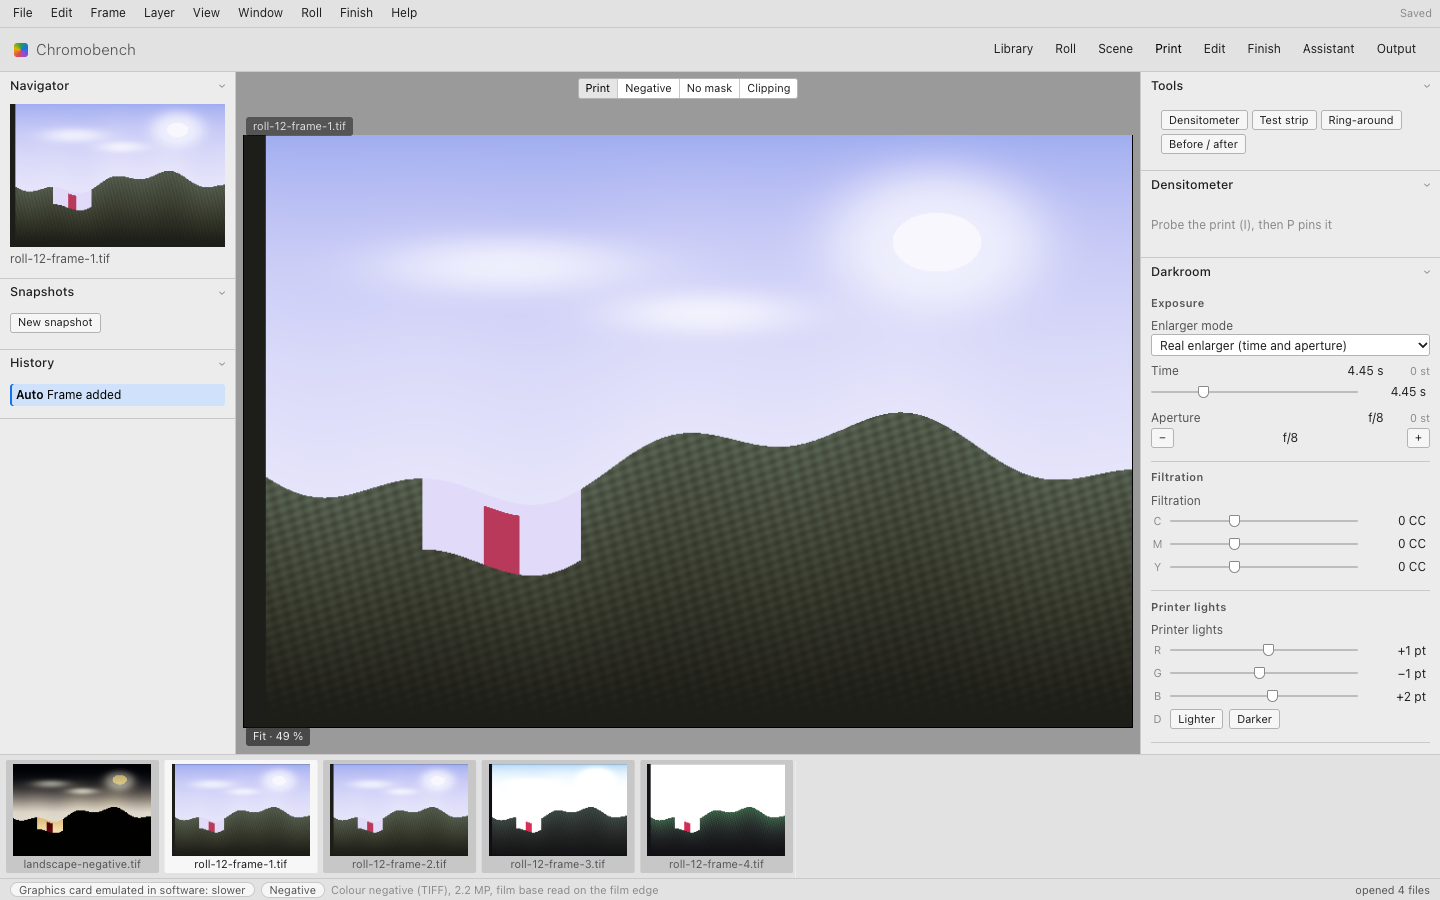 File Edit Frame Layer View Window Roll Finish Help
Saved
Chromobench
Library Roll Scene Print Edit Finish Assistant Output
Navigator
roll-12-frame-1.tif
Snapshots
New snapshot
History
Auto Frame added
Print Negative No mask Clipping
roll-12-frame-1.tif
Fit · 49 %
Tools
Densitometer Test strip Ring-around
Before / after
Densitometer
Probe the print (I), then P pins it
Darkroom
Exposure
Enlarger mode
Real enlarger (time and aperture)
Time 4.45 s 0 st
4.45 s
Aperture f/8 0 st
− f/8 +
Filtration
Filtration
C 0 CC
M 0 CC
Y 0 CC
Printer lights
Printer lights
R +1 pt
G −1 pt
B +2 pt
D Lighter Darker
landscape-negative.tif roll-12-frame-1.tif roll-12-frame-2.tif roll-12-frame-3.tif roll-12-frame-4.tif
Graphics card emulated in software: slower Negative Colour negative (TIFF), 2.2 MP, film base read on the film edge opened 4 files